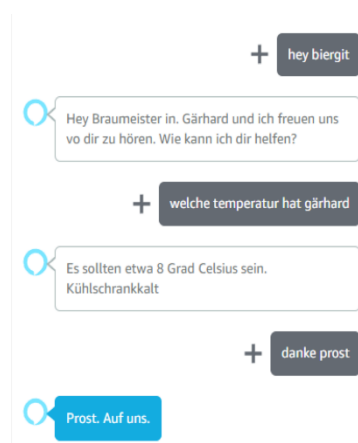 hey biergit
Hey Braumeister in. Gärhard und ich freuen uns
vo dir zu hören. Wie kann ich dir helfen?
welche temperatur hat gärhard
Es sollten etwa 8 Grad Celsius sein.
Kühlschrankkalt
danke prost
Prost. Auf uns.